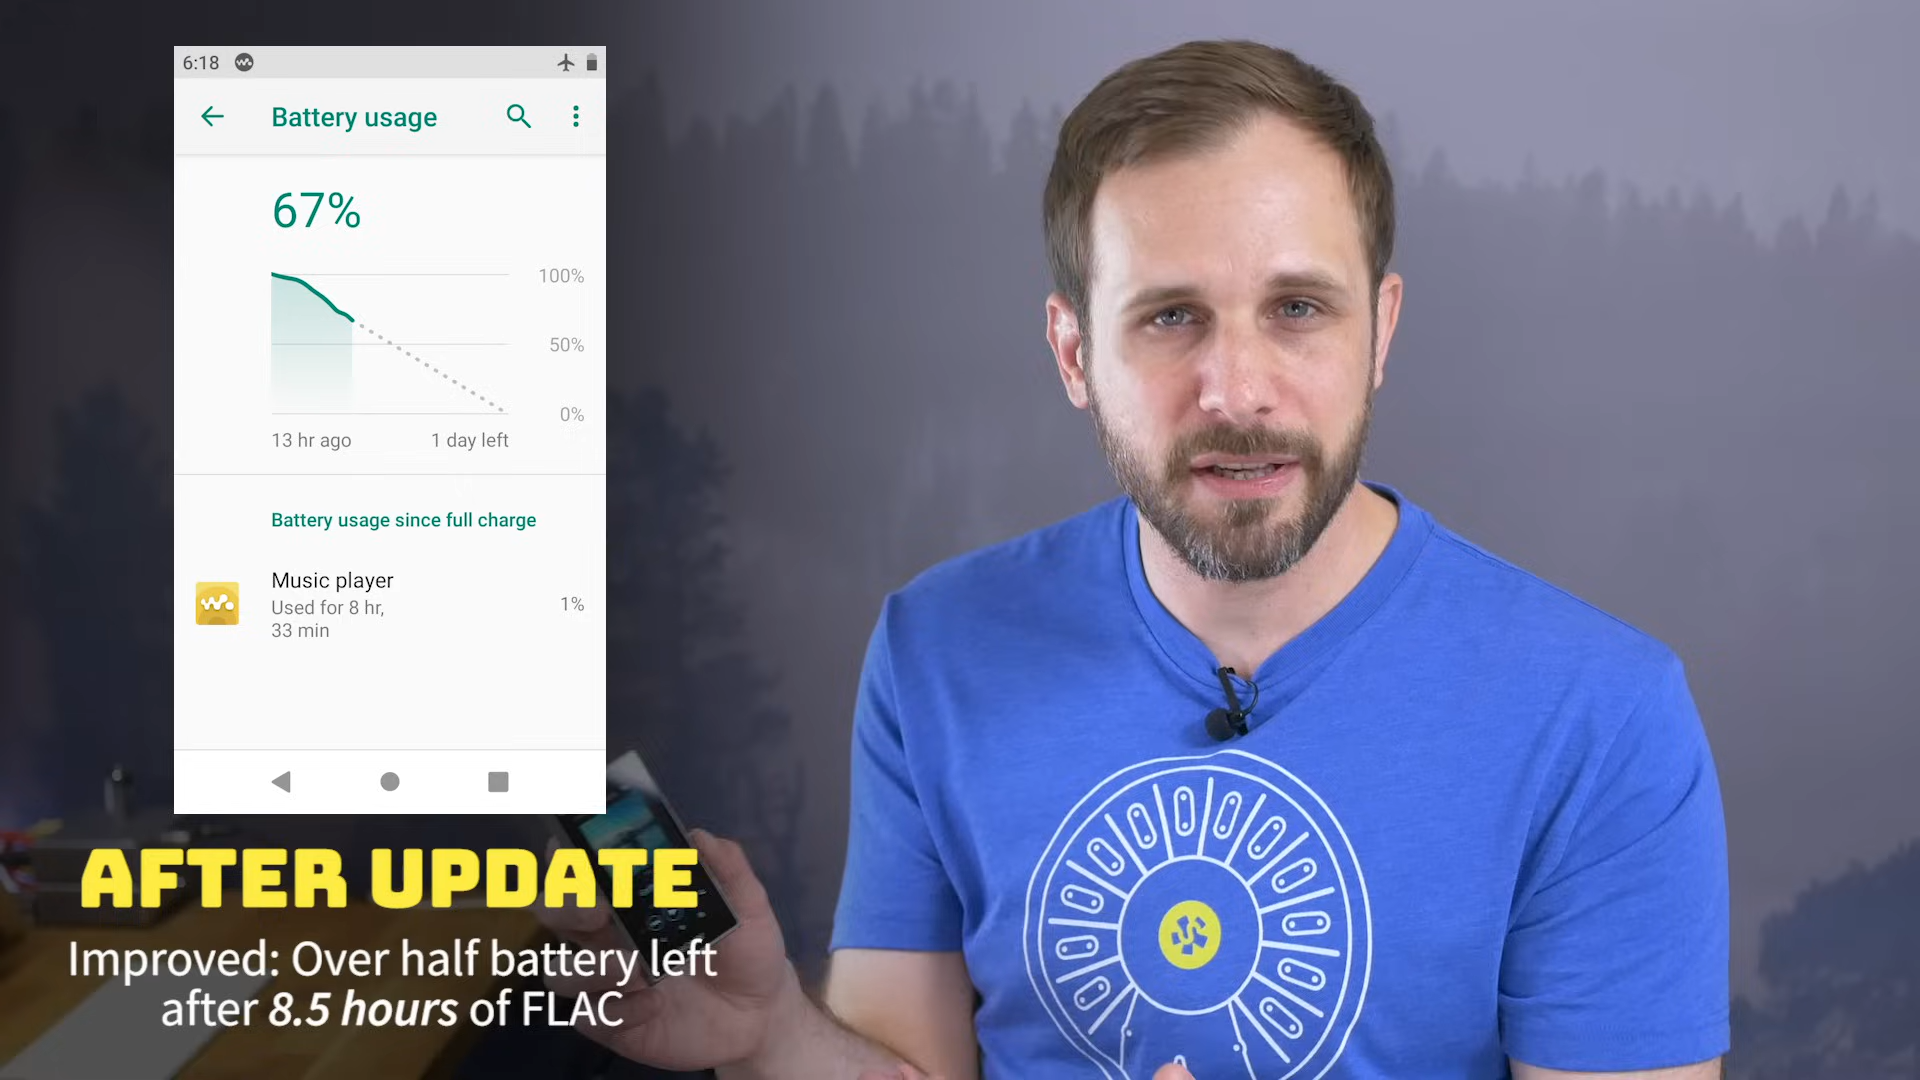 6:18
Battery usage
67%
100%
50%
0%
13 hr ago
1 day left
Battery usage since full charge
Music player
Used for 8 hr,
33 min
1%
AFTER UPDATE
Improved: Over half battery left
after 8.5 hours of FLAC